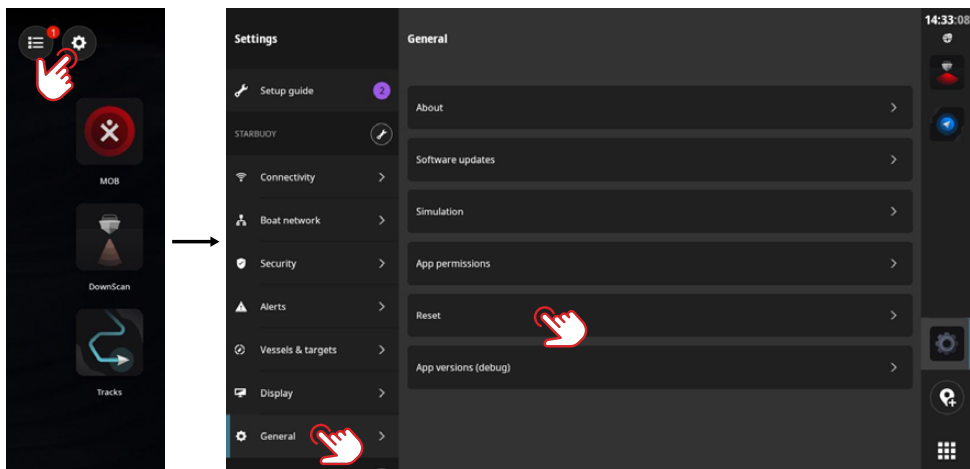 1
MOB
DownScan
Tracks
Settings
Setup guide
2
STARBUOY
Connectivity
Boat network
Security
Alerts
Vessels & targets
Display
General
General
About
Software updates
Simulation
App permissions
Reset
App versions (debug)
14:33:08